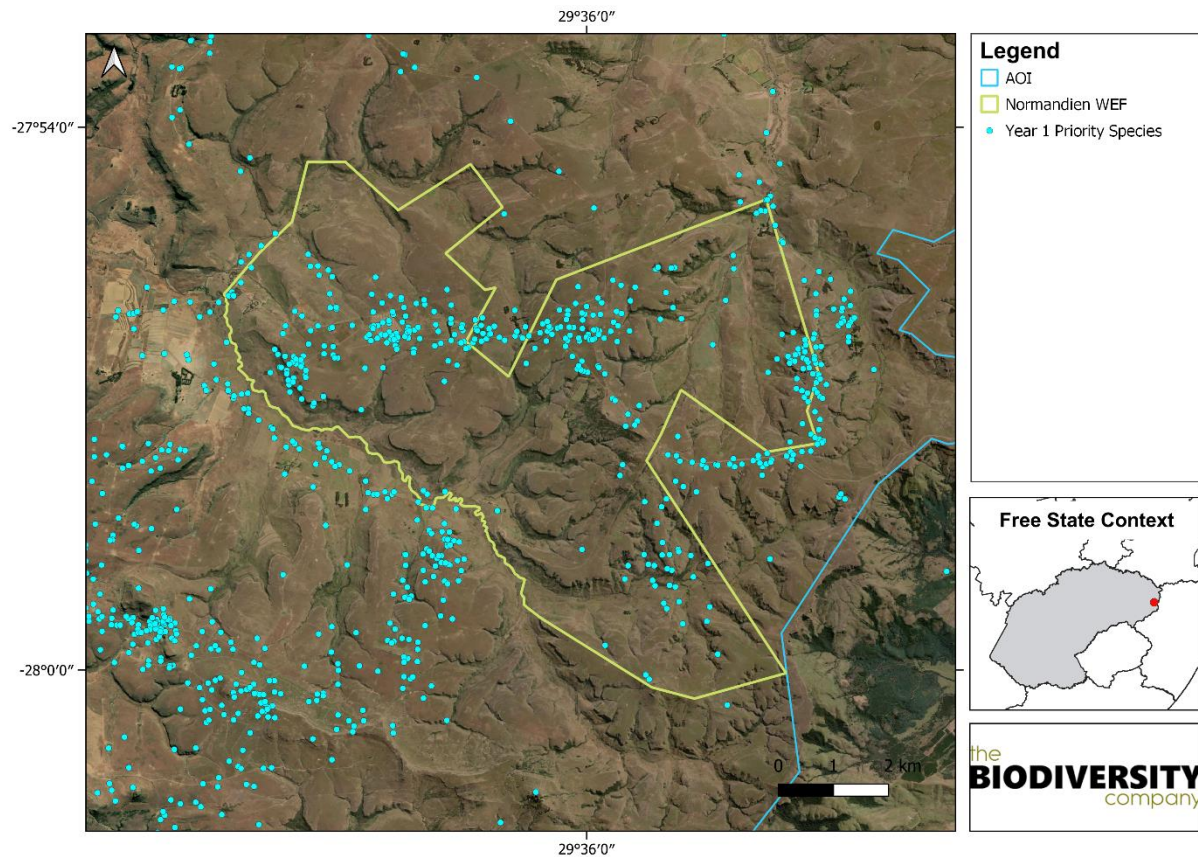 29°36′0″
-27°54′0″
-28°0′0″
0 1 2 km
29°36′0″
Legend
AOI
Normandien WEF
Year 1 Priority Species
Free State Context
the
BIODIVERSITY
company